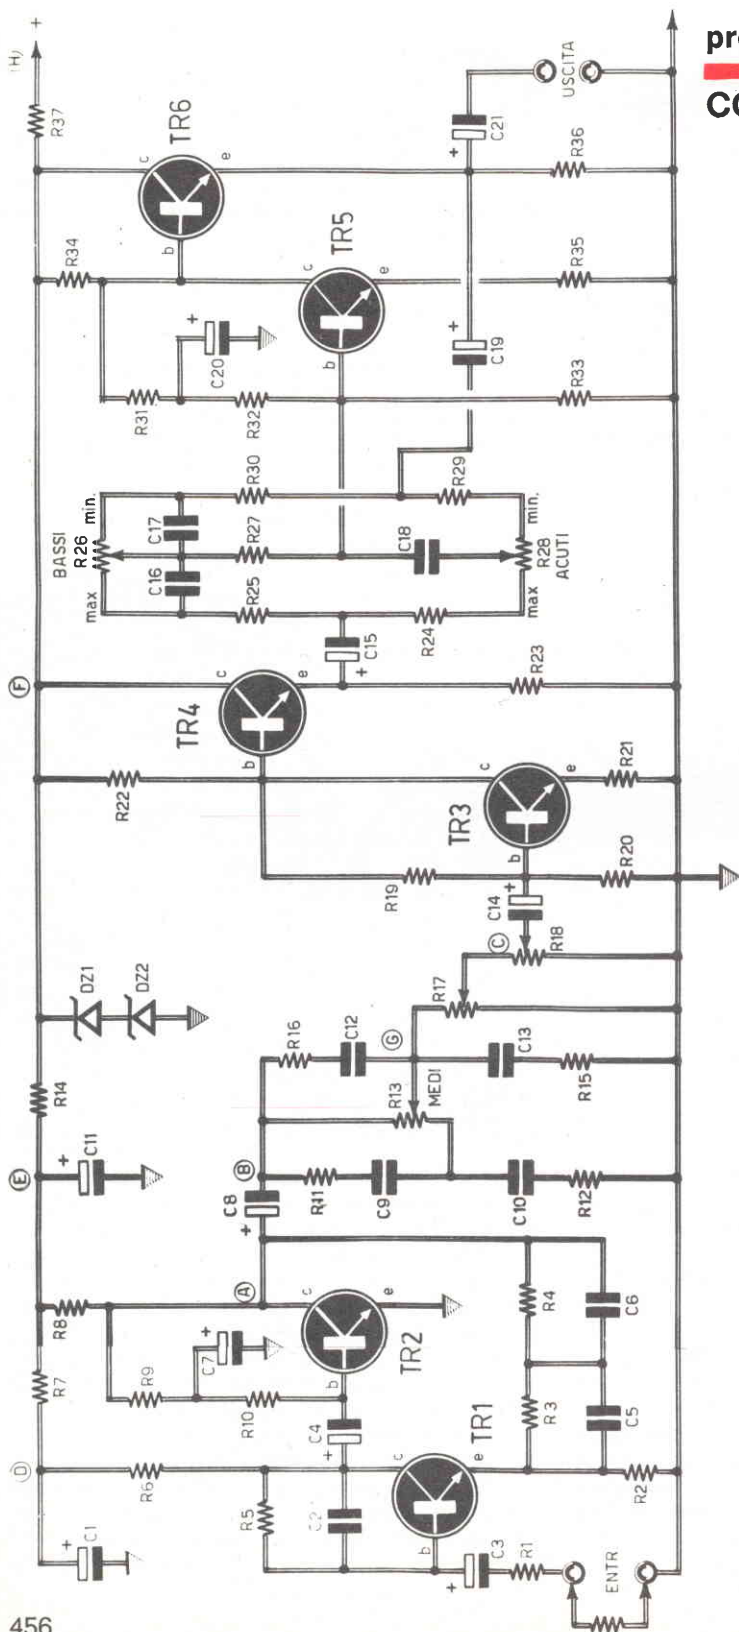 pr
CO
456
+
R37
TR6
c
e
b
R34
TR5
c
e
b
+
C20
R31
R32
R36
R35
R33
+
C21
USCITA
+
C19
BASSI
R26
max
min.
C16
C17
R25
R27
R30
C18
R24
R29
max
min.
R28
ACUTI
+
C15
F
TR4
c
e
b
R23
R22
TR3
c
e
b
R21
R20
R19
+
C14
C
R18
R17
DZ1
DZ2
R14
R16
C12
G
R13
MEDI
C13
R15
E
+
C11
B
R11
C9
C10
R12
+
C8
A
R8
TR2
c
e
b
R4
C6
R3
C5
R7
R9
+
C7
R10
+
C4
D
R6
R5
C2
TR1
c
e
b
R2
+
C1
+
C3
R1
ENTR